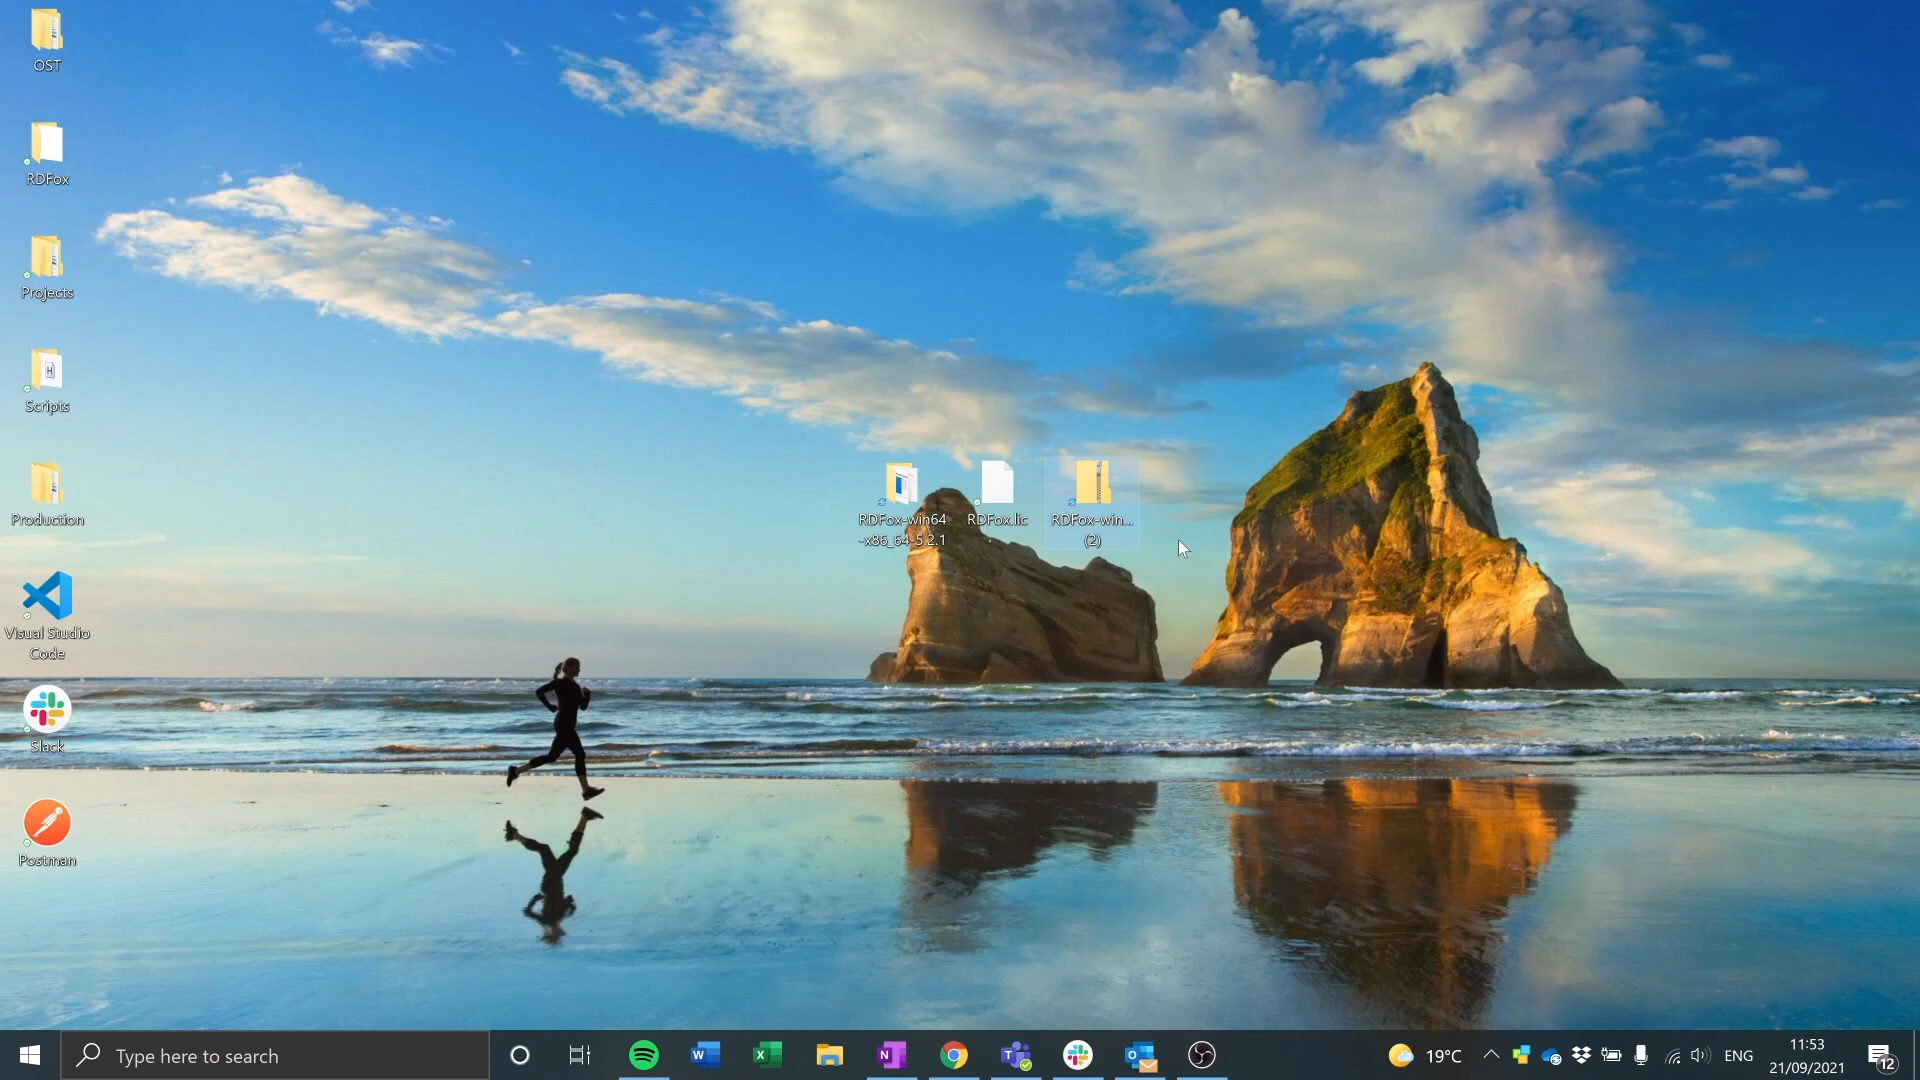 OST
RDFox
Projects
Scripts
Production
Visual Studio
Code
Slack
Postman
RDFox-win64
-x86_64-5.2.1
RDFox.lic
RDFox-win...
(2)
Type here to search
19°C
ENG
11:53
21/09/2021
12